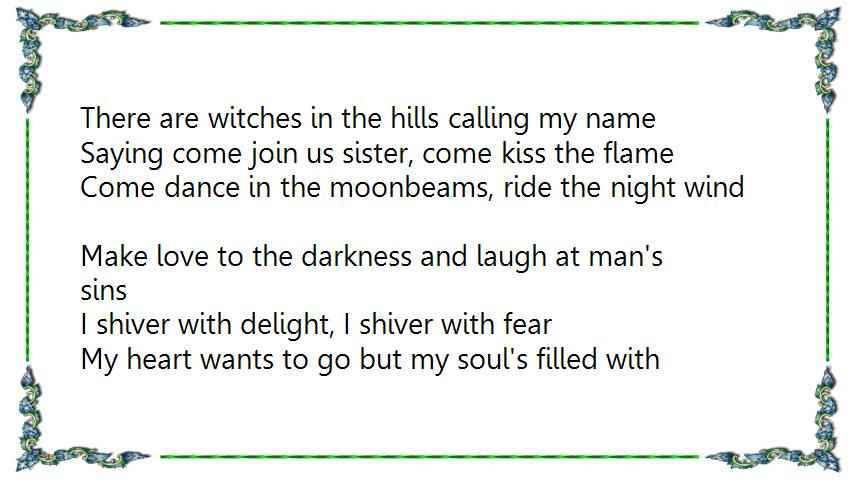 There are witches in the hills calling my name
Saying come join us sister, come kiss the flame
Come dance in the moonbeams, ride the night wind
Make love to the darkness and laugh at man's
sins
I shiver with delight, I shiver with fear
My heart wants to go but my soul's filled with